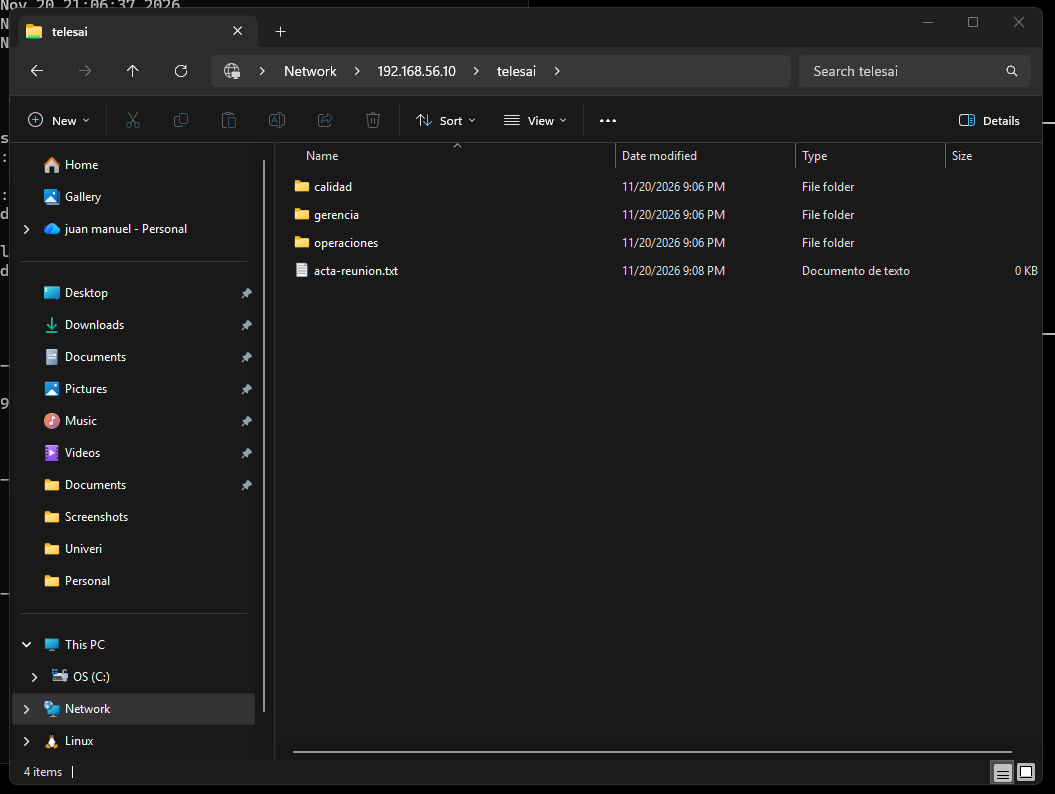 Nov 20 21:06:37 2026
N
N
s
:
:
d
l
d
9
telesai
Network
192.168.56.10
telesai
Search telesai
New
Sort
View
Details
Home
Gallery
juan manuel - Personal
Desktop
Downloads
Documents
Pictures
Music
Videos
Documents
Screenshots
Univeri
Personal
This PC
OS (C:)
Network
Linux
Name Date modified Type Size
calidad 11/20/2026 9:06 PM File folder
gerencia 11/20/2026 9:06 PM File folder
operaciones 11/20/2026 9:06 PM File folder
acta-reunion.txt 11/20/2026 9:08 PM Documento de texto 0 KB
4 items